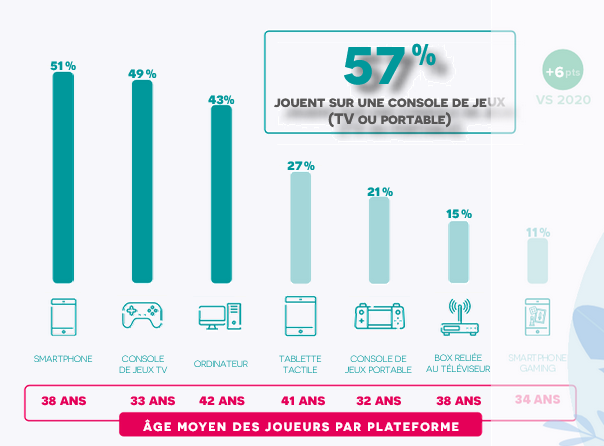 57%
JOUENT SUR UNE CONSOLE DE JEUX
(TV OU PORTABLE)
+6 pts
VS 2020
51 %
49 %
43%
27 %
21 %
15 %
11 %
SMARTPHONE
CONSOLE
DE JEUX TV
ORDINATEUR
TABLETTE
TACTILE
CONSOLE DE
JEUX PORTABLE
BOX RELIÉE
AU TÉLÉVISEUR
SMARTPHONE
GAMING
38 ANS 33 ANS 42 ANS 41 ANS 32 ANS 38 ANS 34 ANS
ÂGE MOYEN DES JOUEURS PAR PLATEFORME